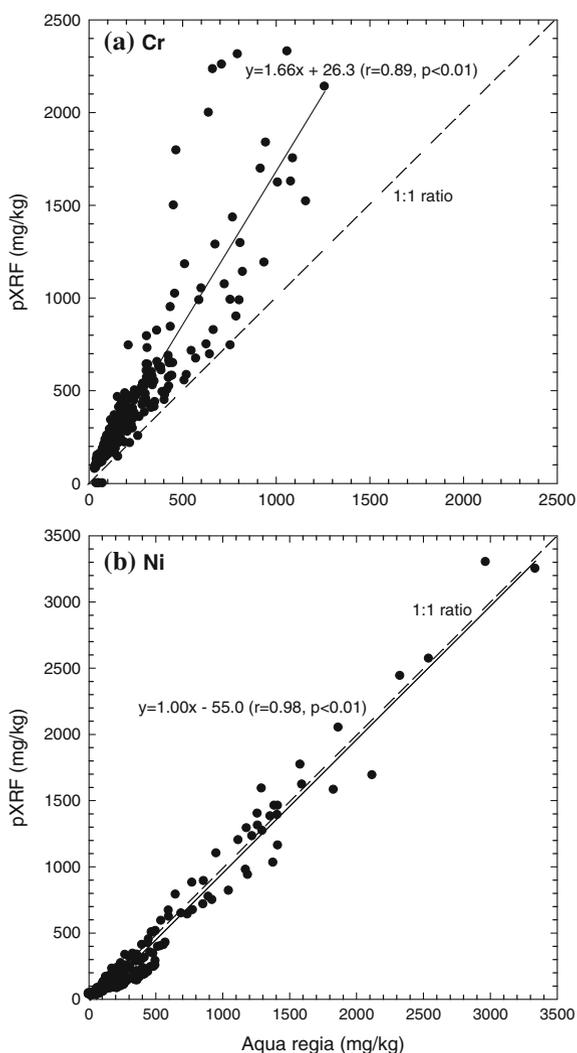 2500
(a) Cr
y=1.66x + 26.3 (r=0.89, p<0.01)
2000
1:1 ratio
1500
pXRF (mg/kg)
1000
500
0
0 500 1000 1500 2000 2500
3500
(b) Ni
3000
1:1 ratio
2500
y=1.00x - 55.0 (r=0.98, p<0.01)
2000
pXRF (mg/kg)
1500
1000
500
0
0 500 1000 1500 2000 2500 3000 3500
Aqua regia (mg/kg)